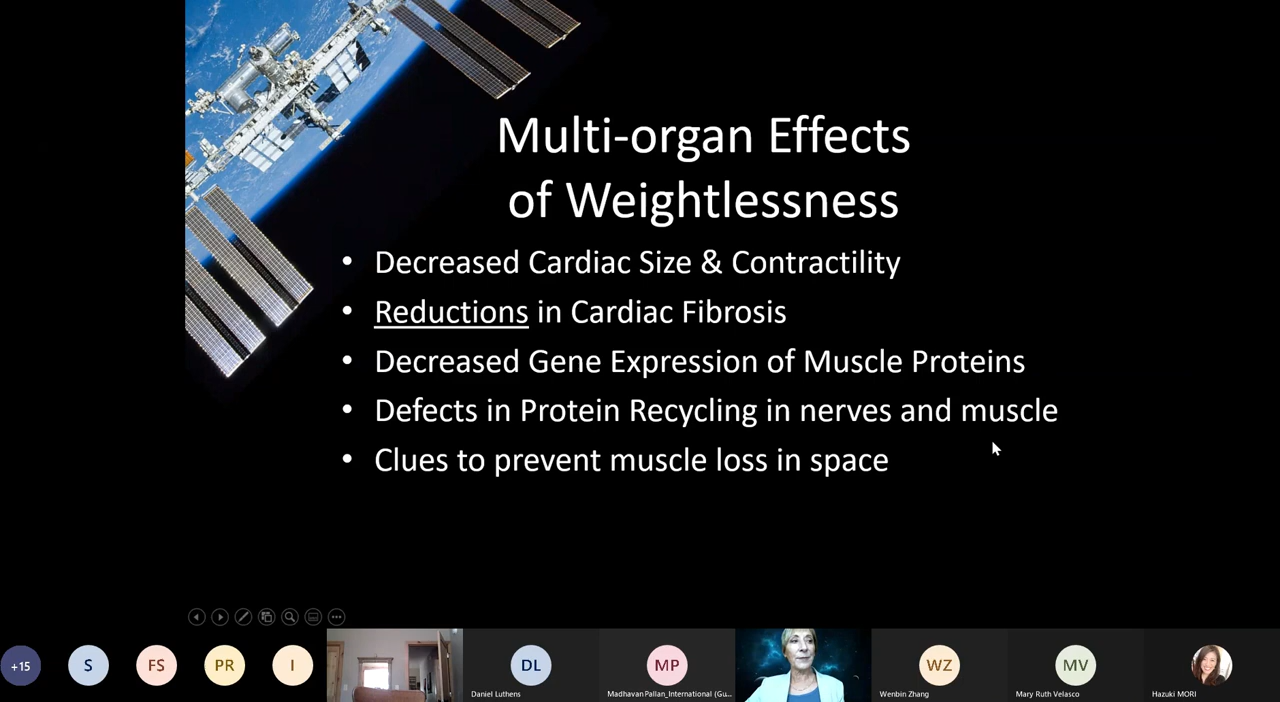 Multi-organ Effects
of Weightlessness
• Decreased Cardiac Size & Contractility
• Reductions in Cardiac Fibrosis
• Decreased Gene Expression of Muscle Proteins
• Defects in Protein Recycling in nerves and muscle
• Clues to prevent muscle loss in space
+15
S
FS
PR
I
DL
Daniel Luthens
MP
MadhavanPallan_International (Gu...
WZ
Wenbin Zhang
MV
Mary Ruth Velasco
Hazuki MORI